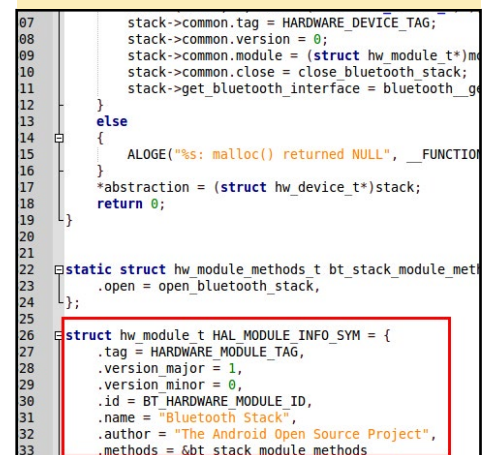 07 stack->common.tag = HARDWARE_DEVICE_TAG;
08 stack->common.version = 0;
09 stack->common.module = (struct hw_module_t*)mo
10 stack->common.close = close_bluetooth_stack;
11 stack->get_bluetooth_interface = bluetooth__ge
12 }
13 else
14 {
15 ALOGE("%s: malloc() returned NULL", __FUNCTION
16 }
17 *abstraction = (struct hw_device_t*)stack;
18 return 0;
19 }
20
21
22 static struct hw_module_methods_t bt_stack_module_meth
23 .open = open_bluetooth_stack,
24 };
25
26 struct hw_module_t HAL_MODULE_INFO_SYM = {
27 .tag = HARDWARE_MODULE_TAG,
28 .version_major = 1,
29 .version_minor = 0,
30 .id = BT_HARDWARE_MODULE_ID,
31 .name = "Bluetooth Stack",
32 .author = "The Android Open Source Project",
33 .methods = &bt_stack_module_methods